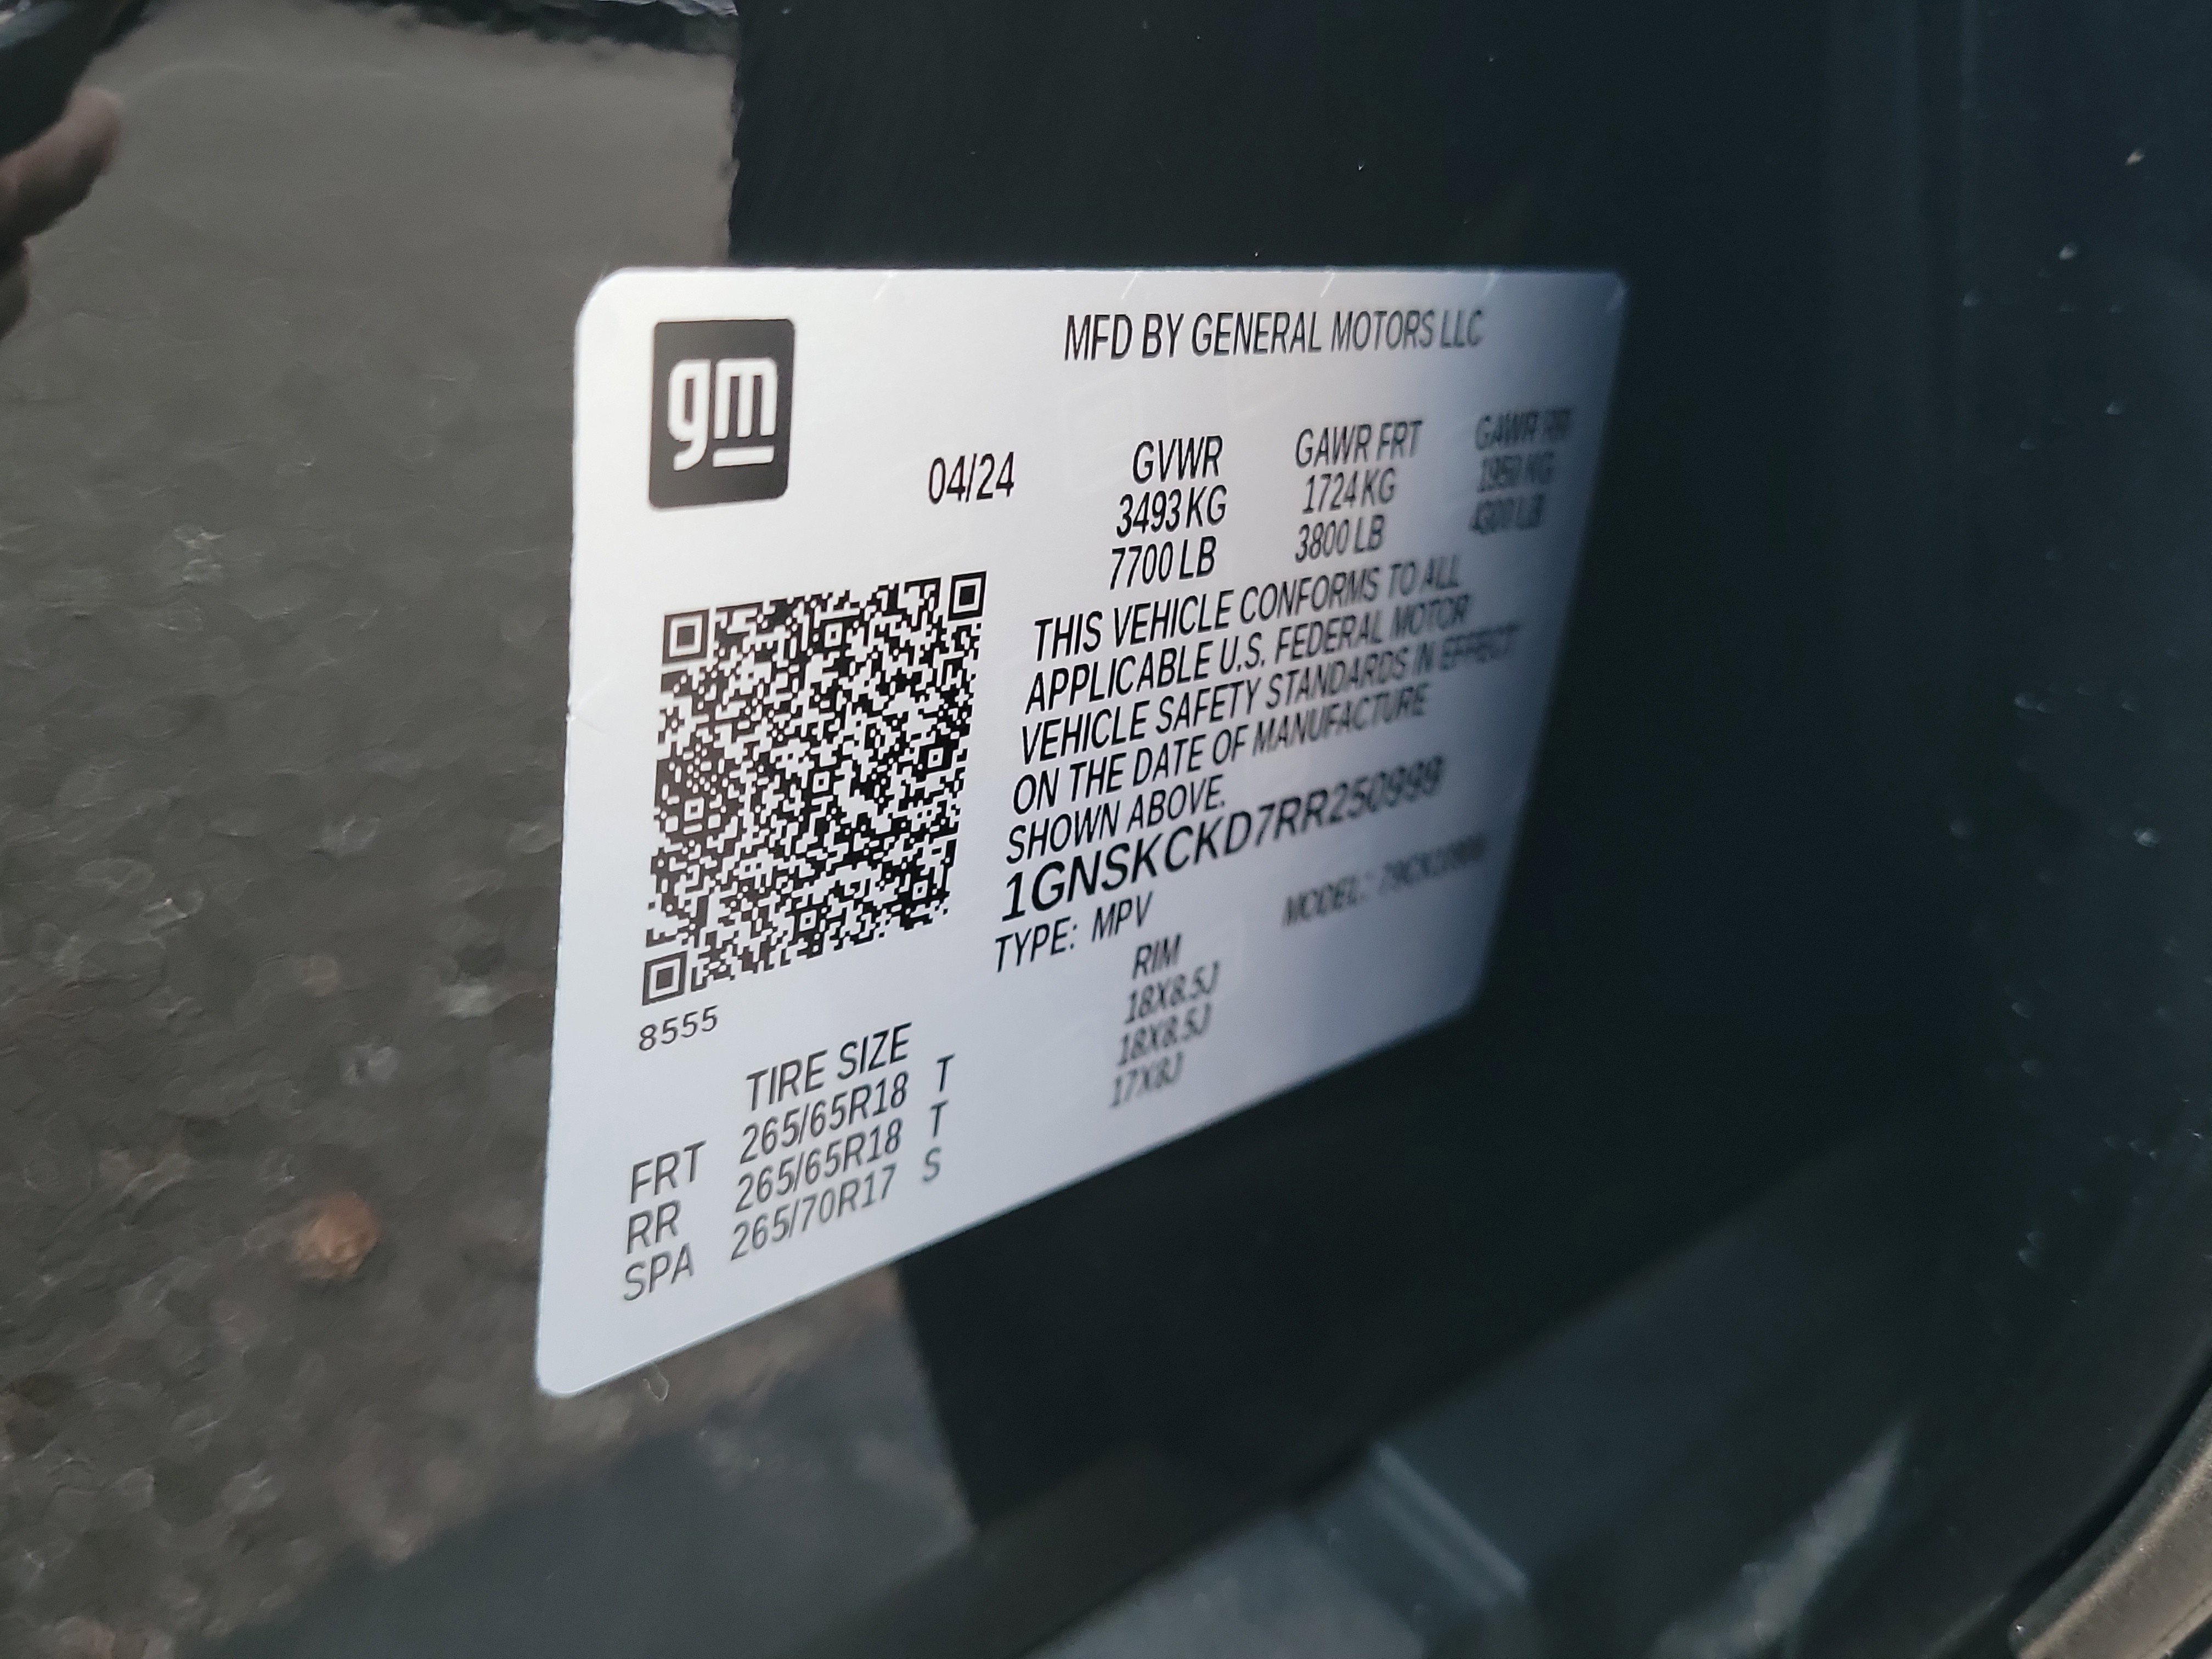 gm
MFD BY GENERAL MOTORS LLC
04/24 GVWR GAWR FRT GAWR RR
3493 KG 1724 KG 1950 KG
7700 LB 3800 LB 4300 LB
THIS VEHICLE CONFORMS TO ALL
APPLICABLE U.S. FEDERAL MOTOR
VEHICLE SAFETY STANDARDS IN EFFECT
ON THE DATE OF MANUFACTURE
SHOWN ABOVE.
1GNSKCKD7RR250999
TYPE: MPV MODEL:
8555
TIRE SIZE RIM
FRT 265/65R18 T 18X8.5J
RR 265/65R18 T 18X8.5J
SPA 265/70R17 S 17X8J